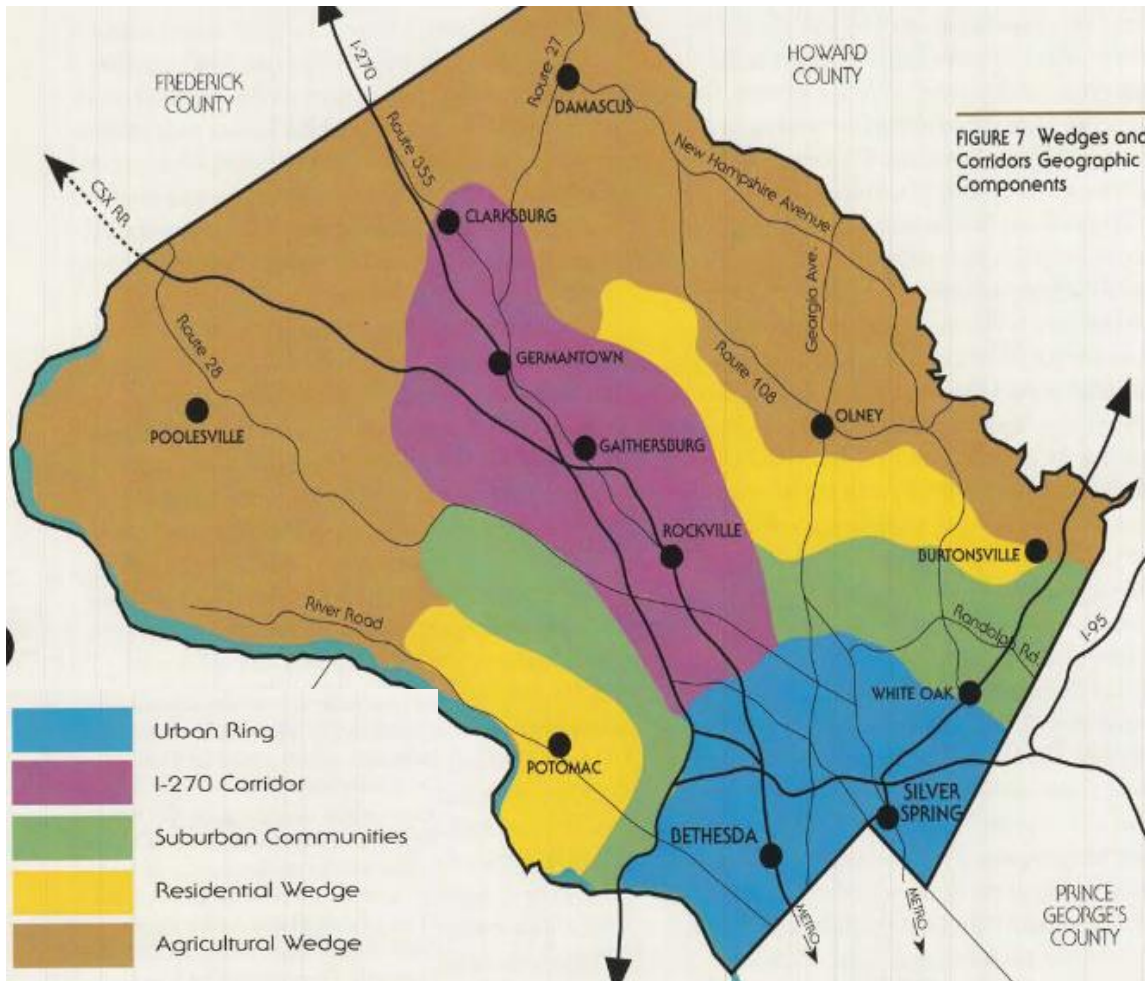 FREDERICK
COUNTY
HOWARD
COUNTY
FIGURE 7 Wedges and
Corridors Geographic
Components
I-270
Route 27
DAMASCUS
Route 355
New Hampshire Avenue
CSX RR
CLARKSBURG
Georgia Ave.
Route 28
GERMANTOWN
Route 108
POOLESVILLE
OLNEY
GAITHERSBURG
ROCKVILLE
BURTONSVILLE
River Road
Randolph Rd.
I-95
WHITE OAK
Urban Ring
I-270 Corridor
Suburban Communities
Residential Wedge
Agricultural Wedge
POTOMAC
SILVER
SPRING
BETHESDA
METRO
METRO
PRINCE
GEORGE'S
COUNTY